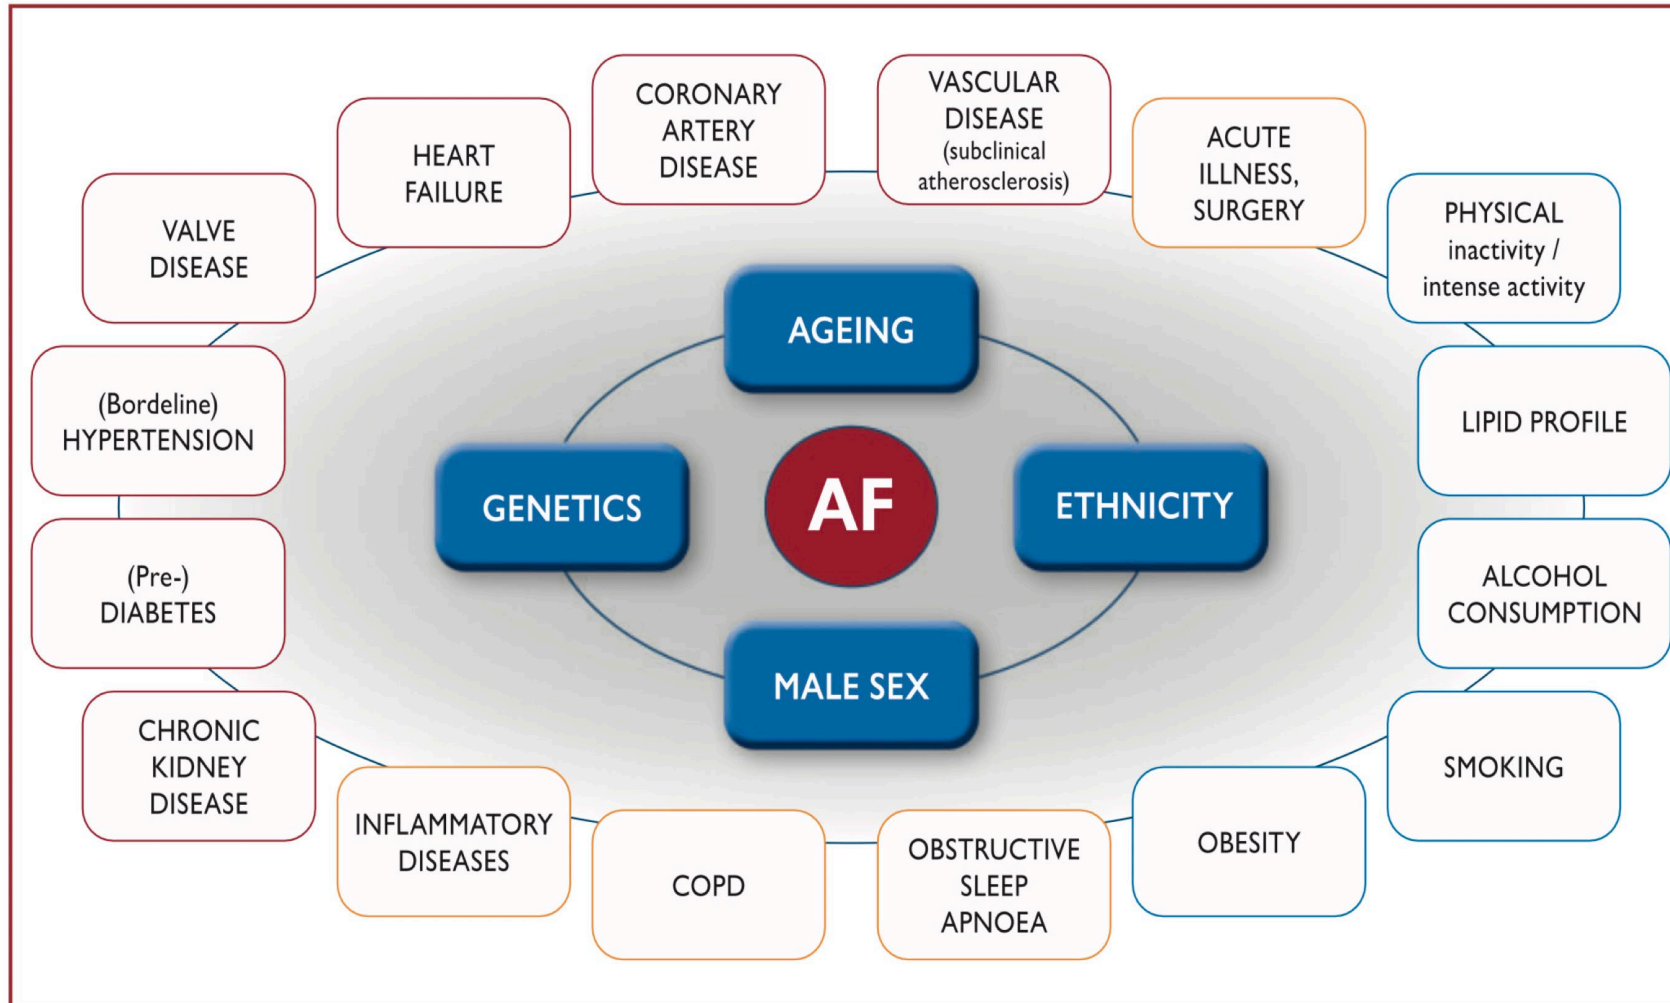 CORONARY
ARTERY
DISEASE
VASCULAR
DISEASE
(subclinical
atherosclerosis)
HEART
FAILURE
ACUTE
ILLNESS,
SURGERY
VALVE
DISEASE
PHYSICAL
inactivity /
intense activity
AGEING
(Bordeline)
HYPERTENSION
LIPID PROFILE
GENETICS
AF
ETHNICITY
(Pre-)
DIABETES
ALCOHOL
CONSUMPTION
MALE SEX
CHRONIC
KIDNEY
DISEASE
SMOKING
INFLAMMATORY
DISEASES
COPD
OBSTRUCTIVE
SLEEP
APNOEA
OBESITY